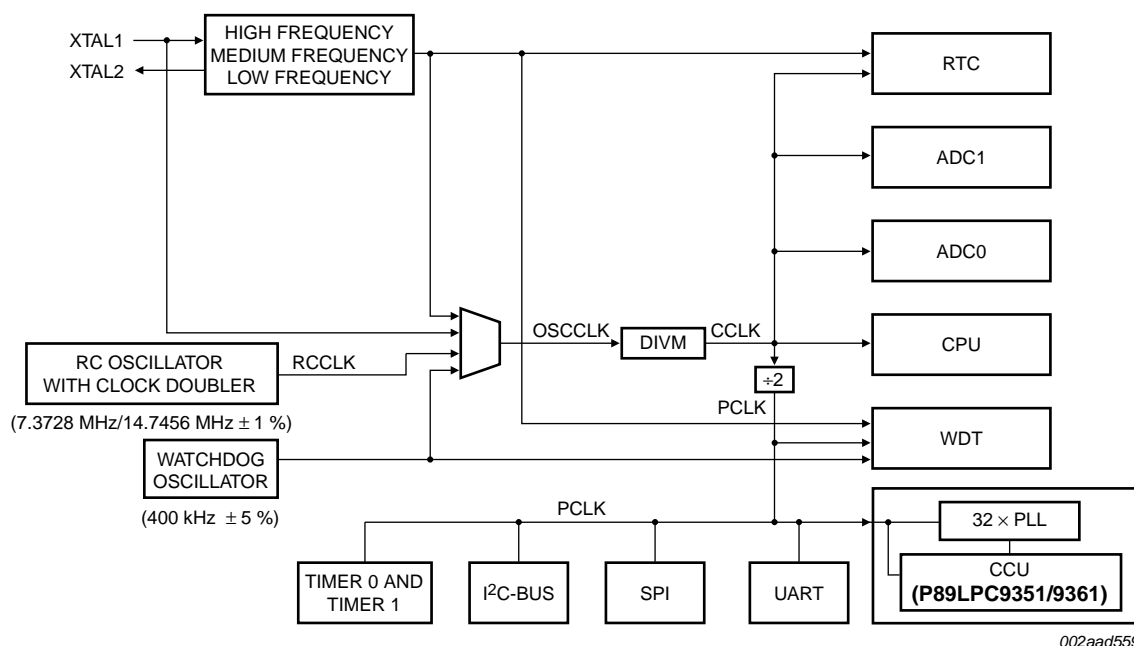 XTAL1
XTAL2
HIGH FREQUENCY
MEDIUM FREQUENCY
LOW FREQUENCY
RTC
ADC1
ADC0
OSCCLK
DIVM
CCLK
CPU
RC OSCILLATOR
WITH CLOCK DOUBLER
RCCLK
÷2
(7.3728 MHz/14.7456 MHz ± 1 %)
PCLK
WDT
WATCHDOG
OSCILLATOR
(400 kHz ± 5 %)
PCLK
32 × PLL
TIMER 0 AND
TIMER 1
I²C-BUS
SPI
UART
CCU
(P89LPC9351/9361)
002aad559